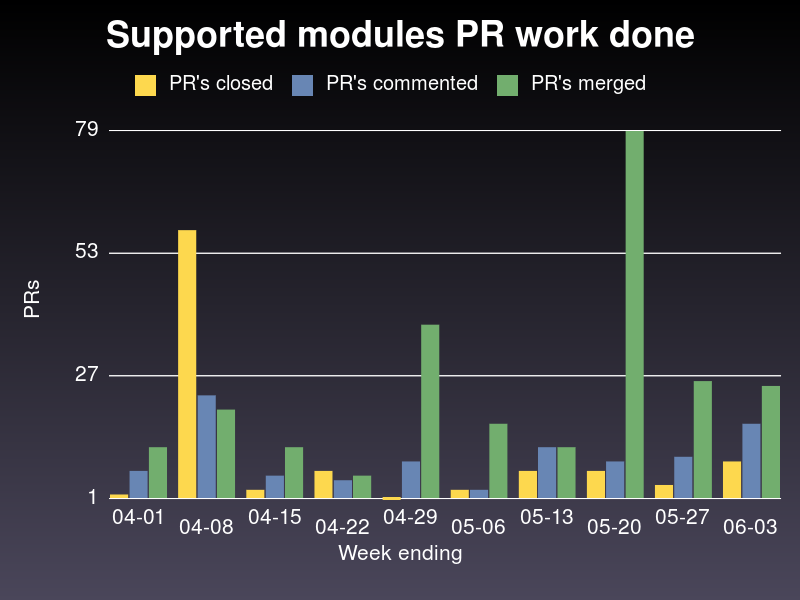 Supported modules PR work done
PR's closed PR's commented PR's merged
79
53
27
1
PRs
04-01 04-08 04-15 04-22 04-29 05-06 05-13 05-20 05-27 06-03
Week ending